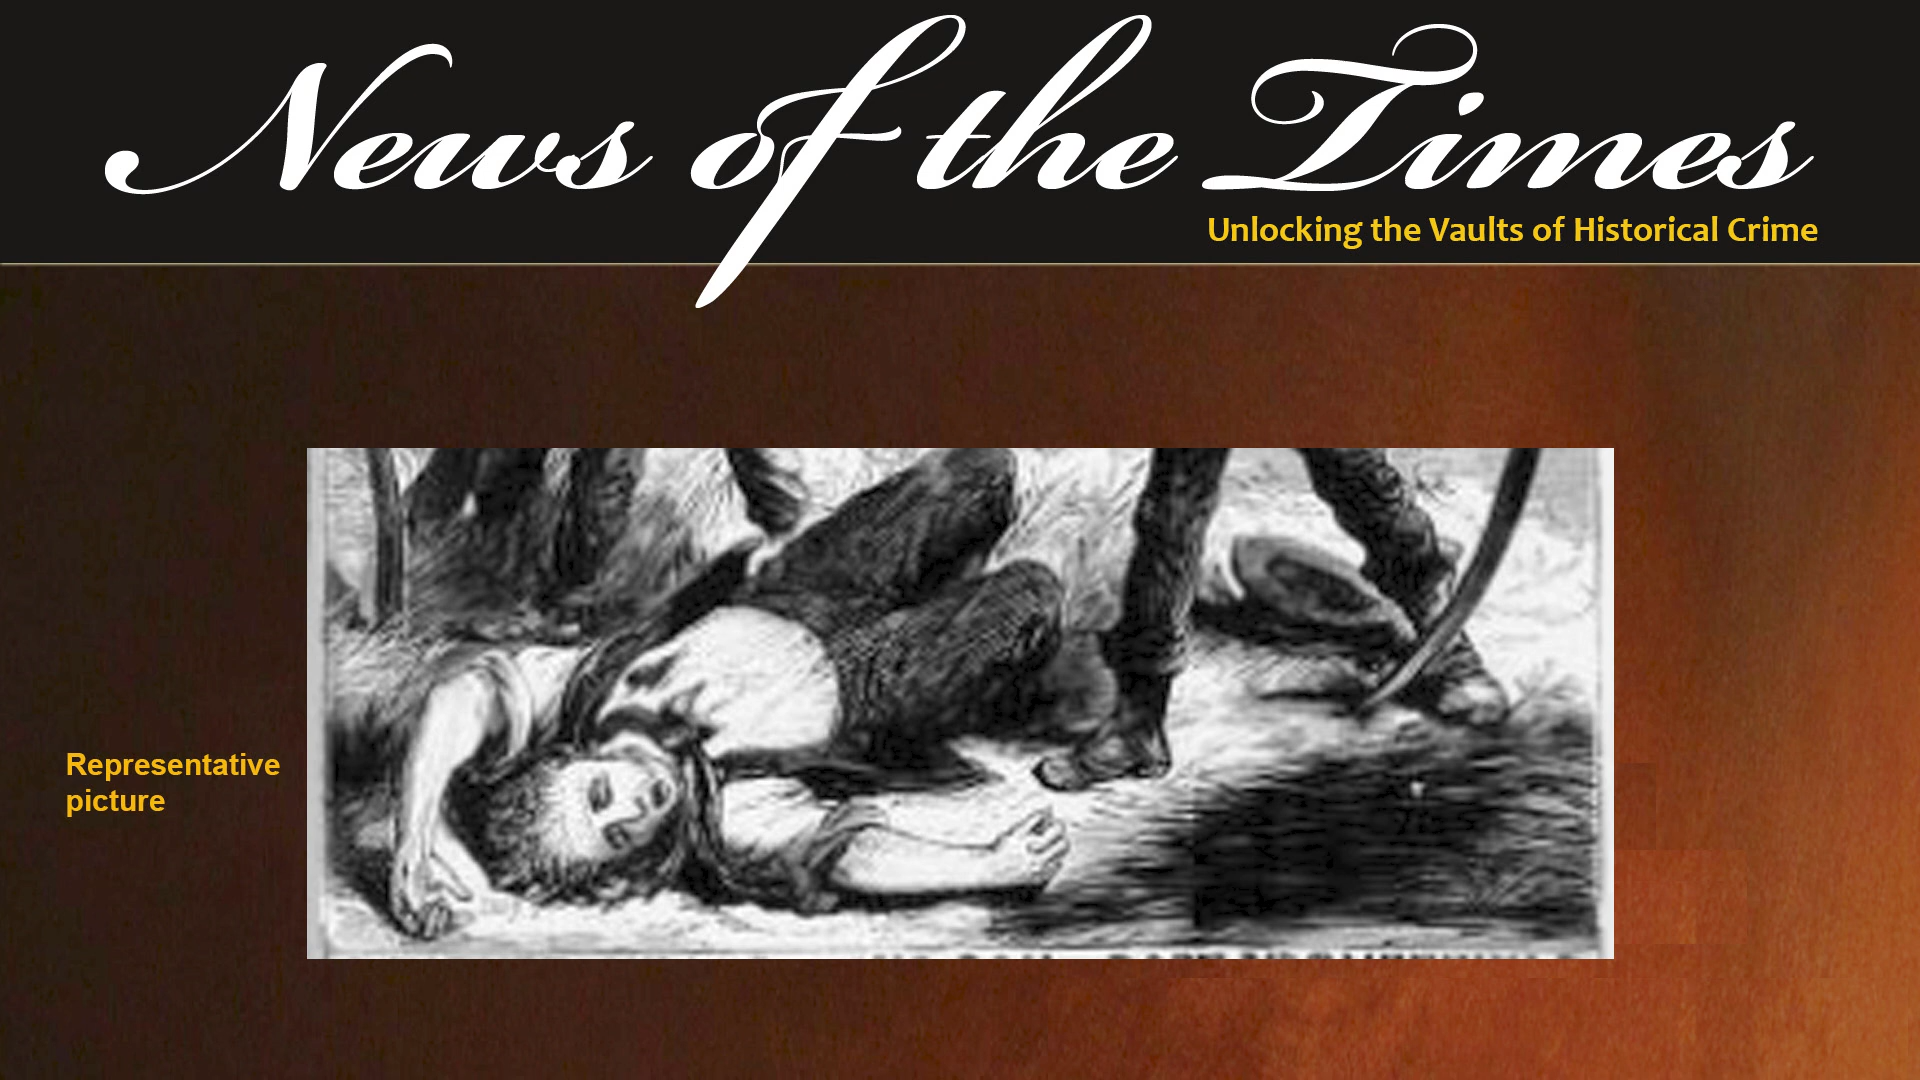 News of the Times
Unlocking the Vaults of Historical Crime
Representative
picture